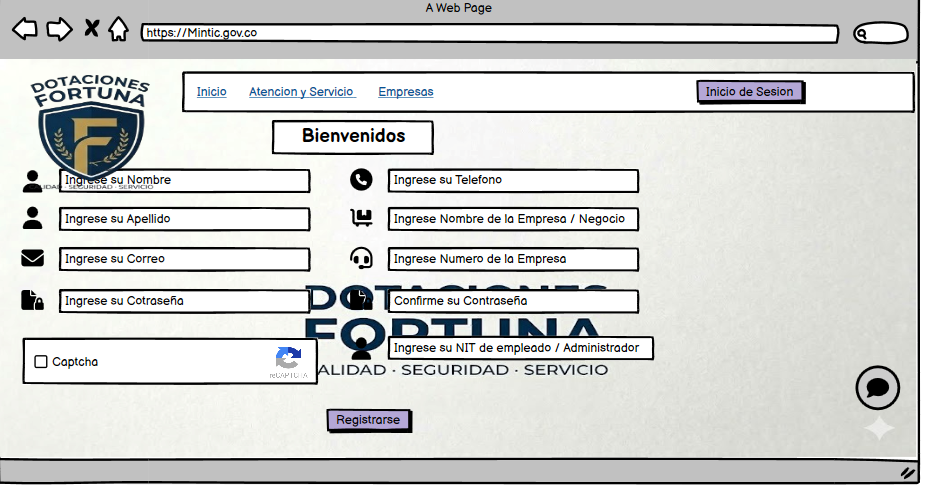 A Web Page
https://Mintic.gov.co
DOTACIONES
FORTUNA
Inicio Atencion y Servicio Empresas Inicio de Sesion
F
Bienvenidos
CALIDAD · SEGURIDAD · SERVICIO
Ingrese su Nombre Ingrese su Telefono
Ingrese su Apellido Ingrese Nombre de la Empresa / Negocio
Ingrese su Correo Ingrese Numero de la Empresa
DOTACIONES
Ingrese su Cotraseña Confirme su Contraseña
FORTUNA
Ingrese su NIT de empleado / Administrador
Captcha reCAPTCHA
ALIDAD · SEGURIDAD · SERVICIO
Registrarse